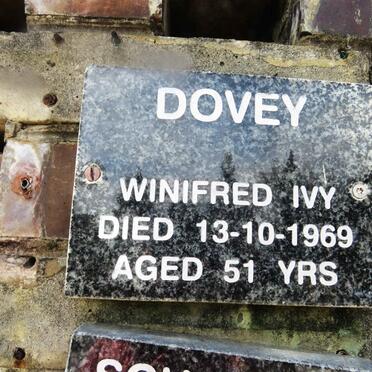 DOVEY
WINIFRED IVY
DIED 13-10-1969
AGED 51 YRS